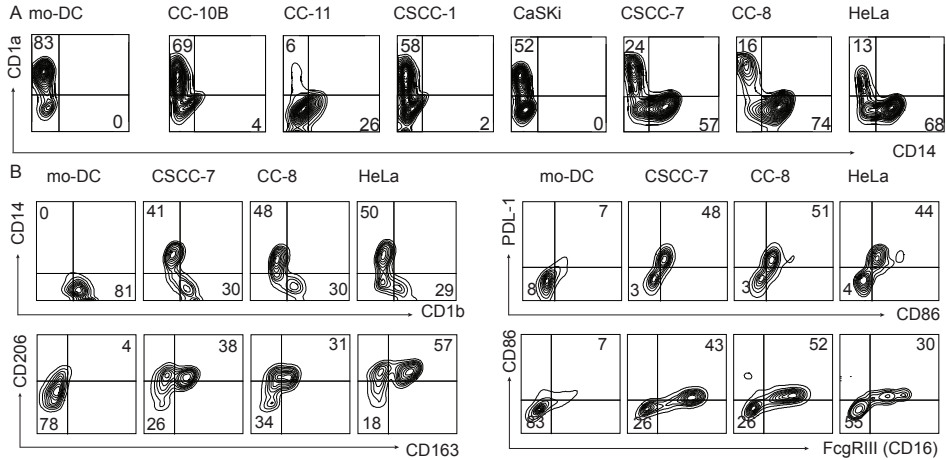 A
mo-DC CC-10B CC-11 CSCC-1 CaSKi CSCC-7 CC-8 HeLa
CD1a
83 69 6 58 52 24 16 13
0 4 26 2 0 57 74 68
CD14
B
mo-DC CSCC-7 CC-8 HeLa
CD14
0 41 48 50
81 30 30 29
CD1b
CD206
4 38 31 57
78 26 34 18
CD163
mo-DC CSCC-7 CC-8 HeLa
PDL-1
7 48 51 44
8 3 3 4
CD86
CD86
7 43 52 30
83 26 26 55
FcgRIII (CD16)